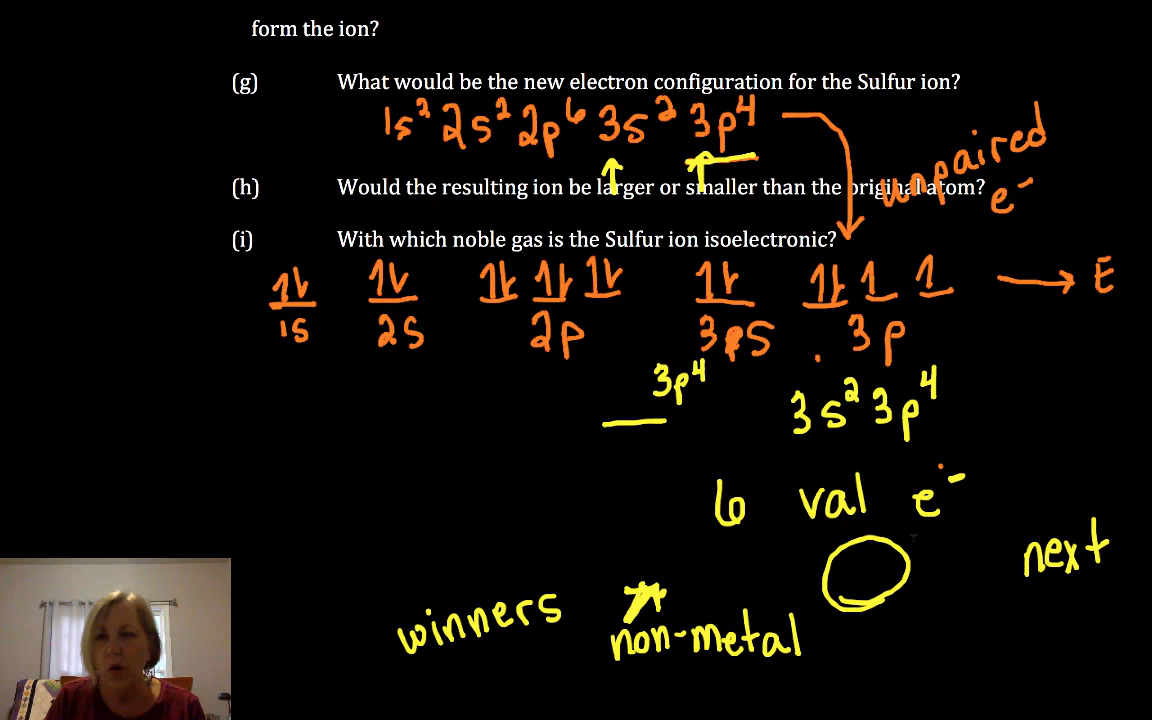 form the ion?
(g) What would be the new electron configuration for the Sulfur ion?
1s² 2s² 2p⁶ 3s² 3p⁴
unpaired
e⁻
(h) Would the resulting ion be larger or smaller than the original atom?
(i) With which noble gas is the Sulfur ion isoelectronic?
E
1s 2s 2p 3s 3p
3p⁴
3s² 3p⁴
6 val e⁻
next
winners
non-metal